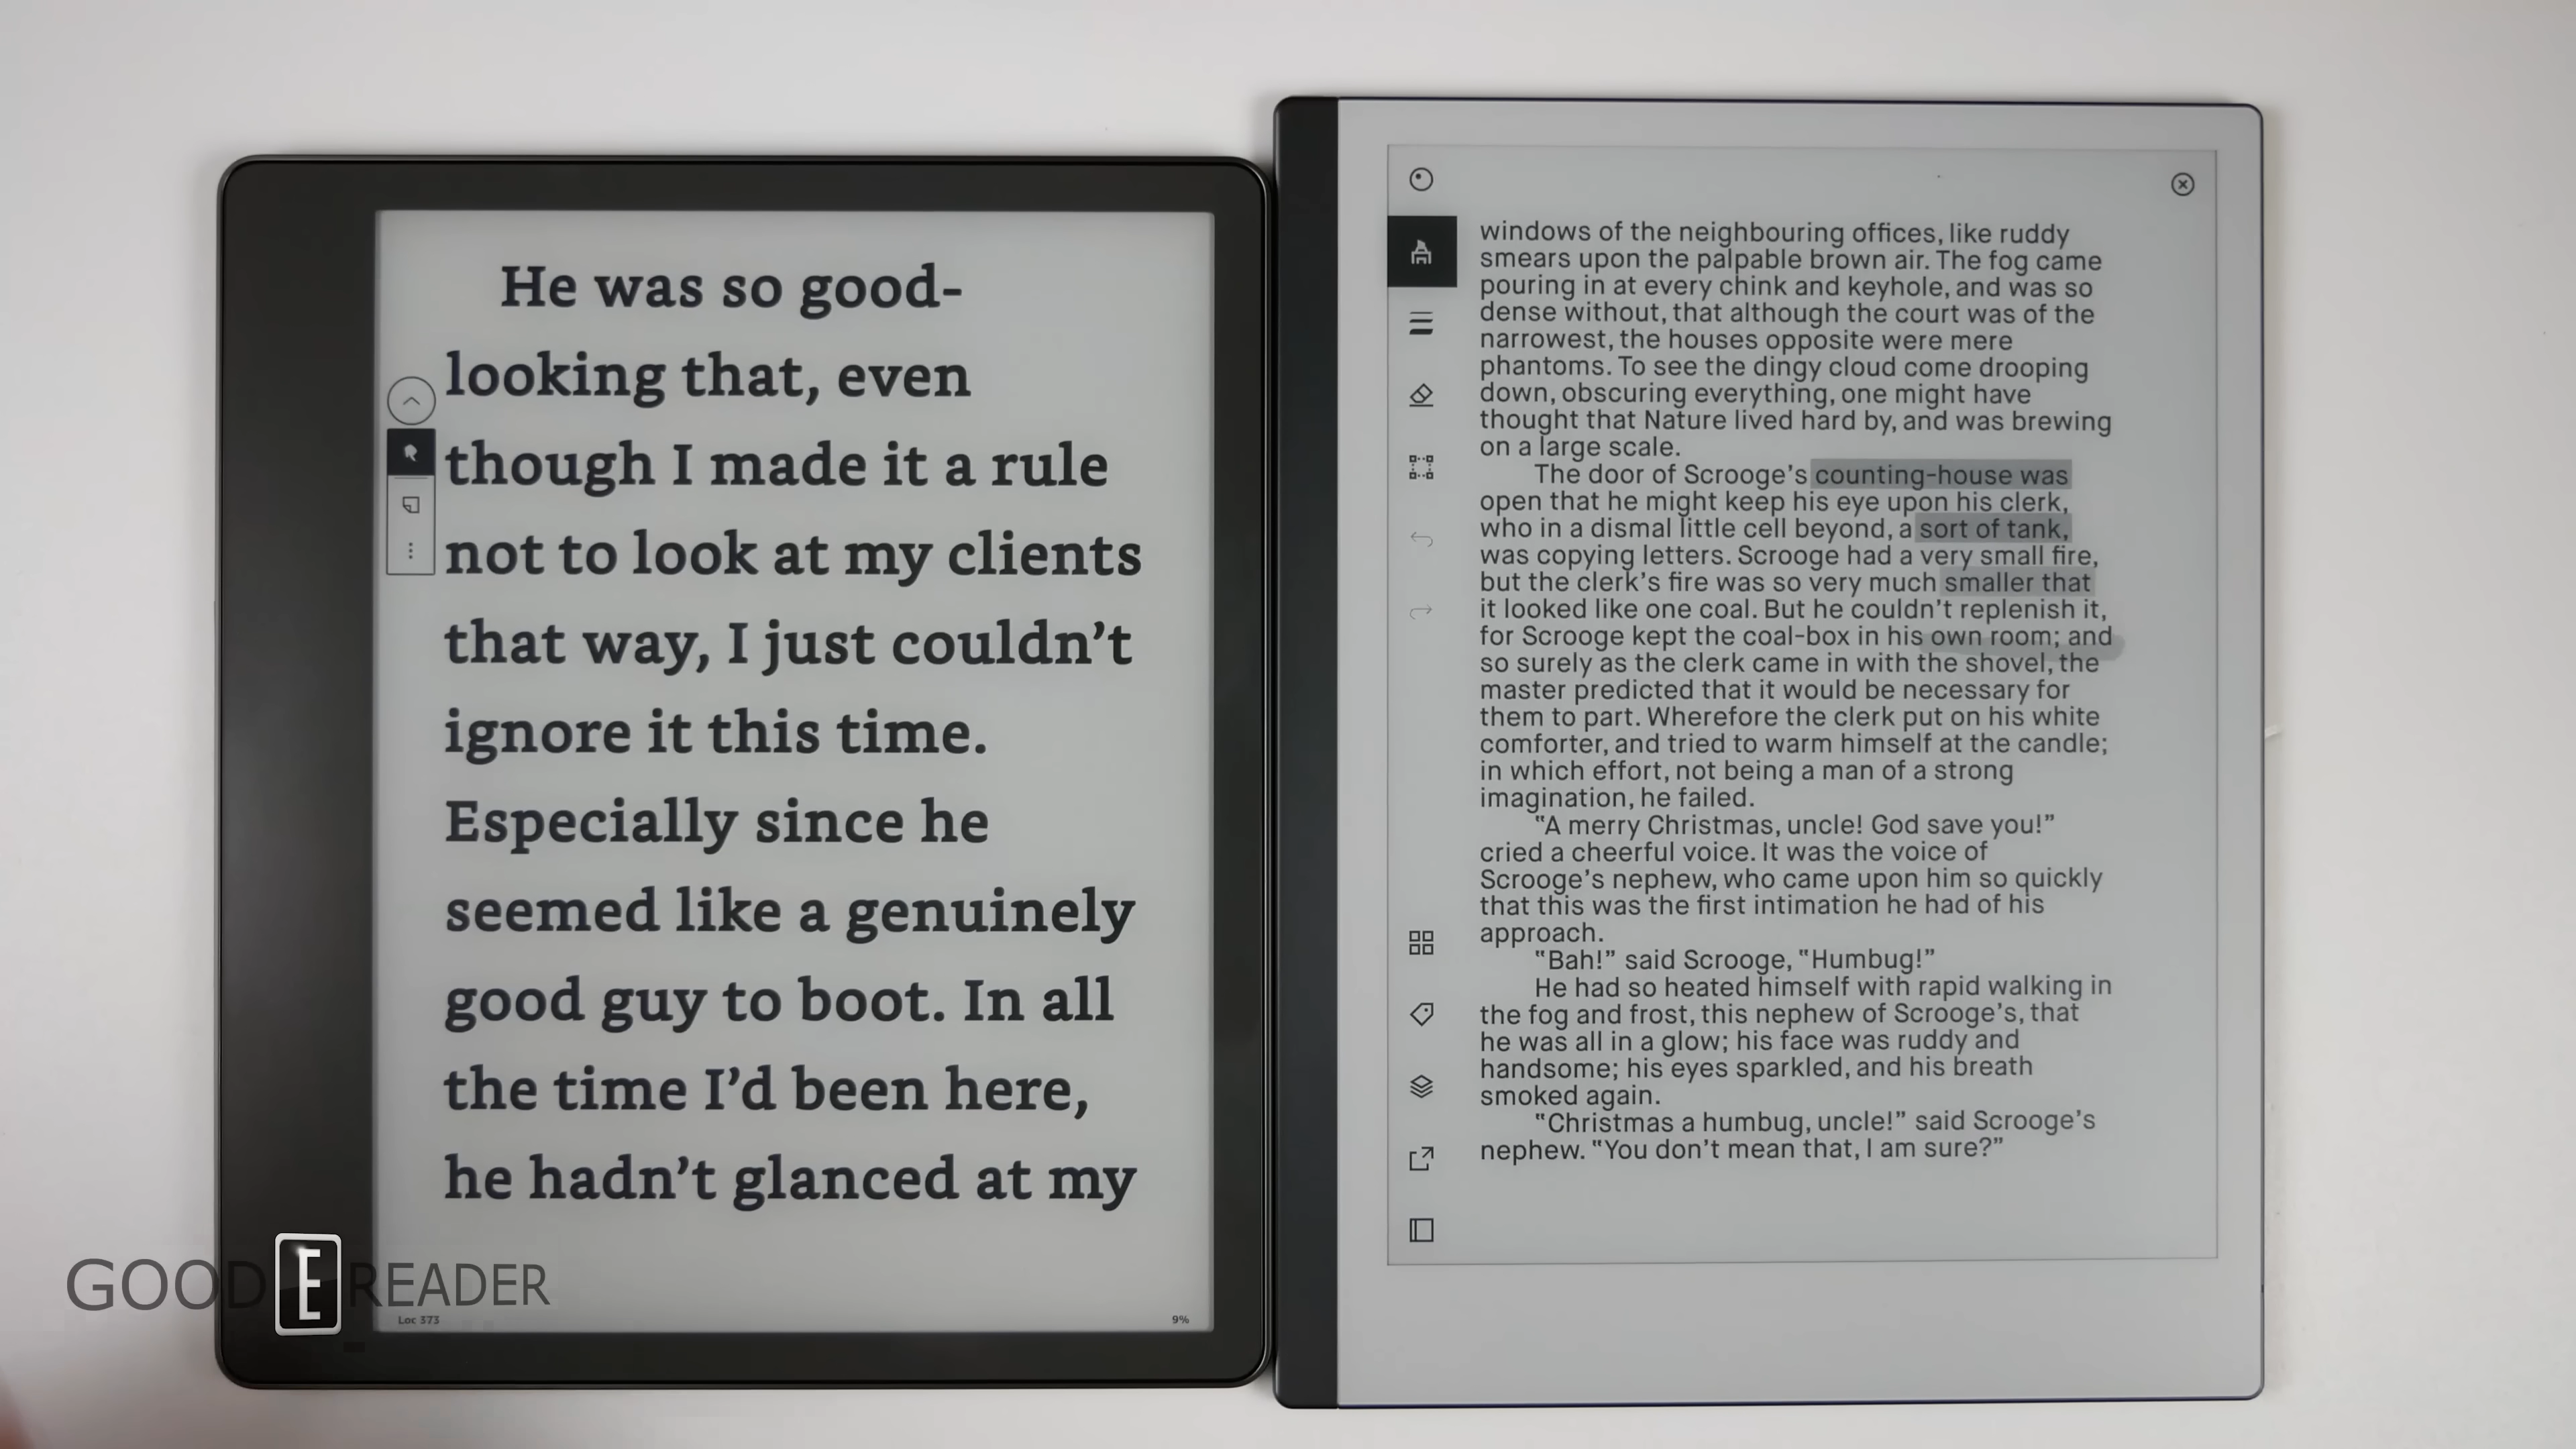 He was so good-
looking that, even
though I made it a rule
not to look at my clients
that way, I just couldn’t
ignore it this time.
Especially since he
seemed like a genuinely
good guy to boot. In all
the time I’d been here,
he hadn’t glanced at my
Loc 373
9%
windows of the neighbouring offices, like ruddy
smears upon the palpable brown air. The fog came
pouring in at every chink and keyhole, and was so
dense without, that although the court was of the
narrowest, the houses opposite were mere
phantoms. To see the dingy cloud come drooping
down, obscuring everything, one might have
thought that Nature lived hard by, and was brewing
on a large scale.
The door of Scrooge’s counting-house was
open that he might keep his eye upon his clerk,
who in a dismal little cell beyond, a sort of tank,
was copying letters. Scrooge had a very small fire,
but the clerk’s fire was so very much smaller that
it looked like one coal. But he couldn’t replenish it,
for Scrooge kept the coal-box in his own room; and
so surely as the clerk came in with the shovel, the
master predicted that it would be necessary for
them to part. Wherefore the clerk put on his white
comforter, and tried to warm himself at the candle;
in which effort, not being a man of a strong
imagination, he failed.
“A merry Christmas, uncle! God save you!”
cried a cheerful voice. It was the voice of
Scrooge’s nephew, who came upon him so quickly
that this was the first intimation he had of his
approach.
“Bah!” said Scrooge, “Humbug!”
He had so heated himself with rapid walking in
the fog and frost, this nephew of Scrooge’s, that
he was all in a glow; his face was ruddy and
handsome; his eyes sparkled, and his breath
smoked again.
“Christmas a humbug, uncle!” said Scrooge’s
nephew. “You don’t mean that, I am sure?”
GOOD E READER